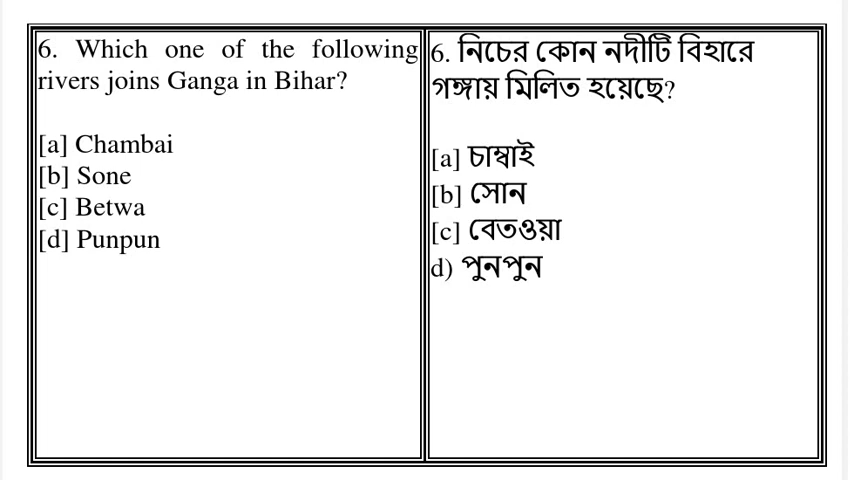 6. Which one of the following
rivers joins Ganga in Bihar?
[a] Chambai
[b] Sone
[c] Betwa
[d] Punpun
6. নিচের কোন নদীটি বিহারে
গঙ্গায় মিলিত হয়েছে?
[a] চাম্বাই
[b] সোন
[c] বেতওয়া
d) পুনপুন